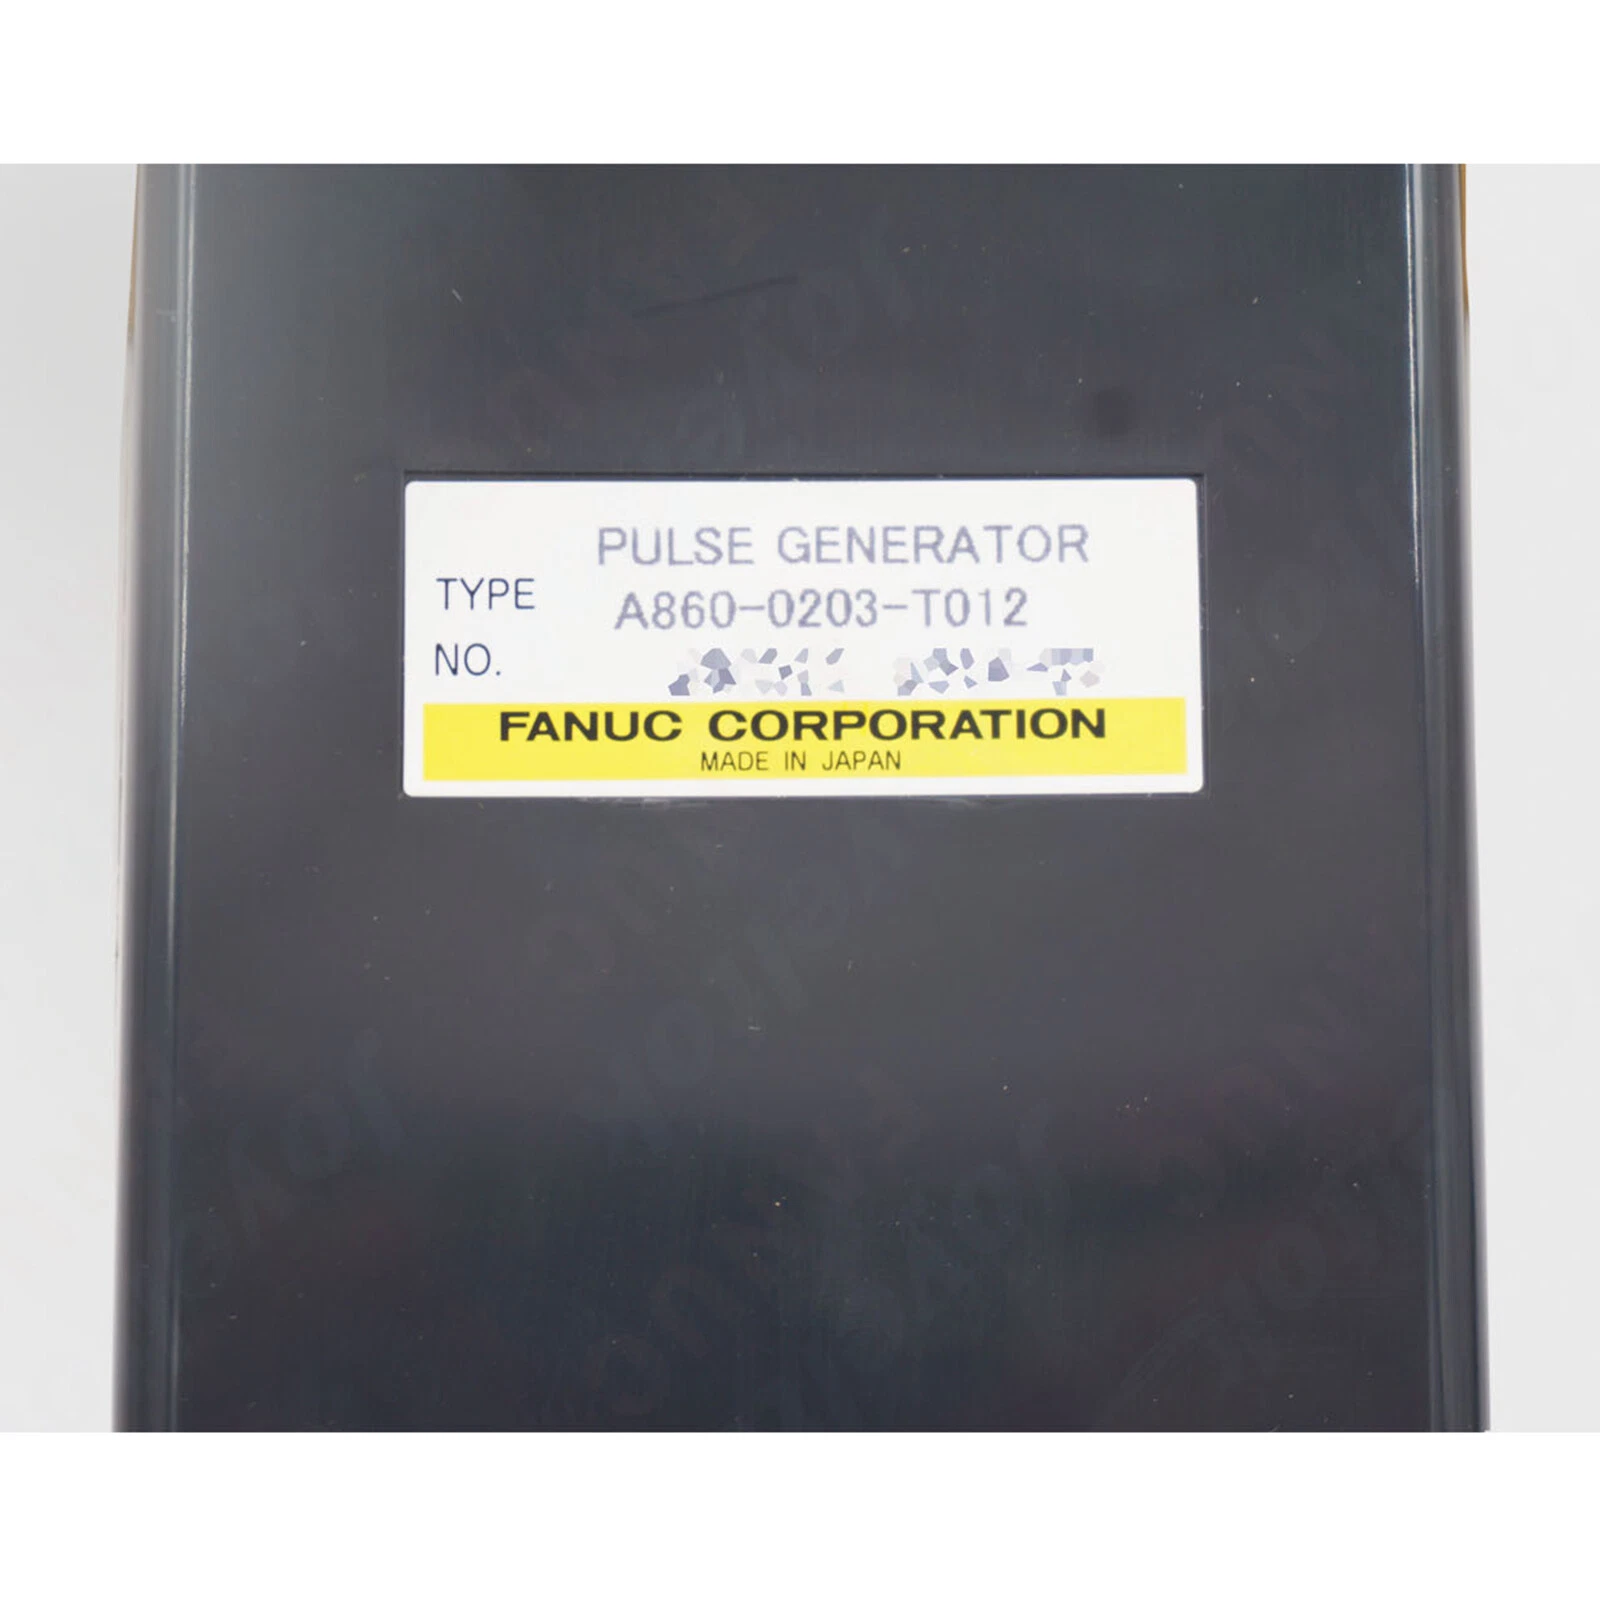 PULSE GENERATOR
TYPE A860-0203-T012
NO.
FANUC CORPORATION
MADE IN JAPAN